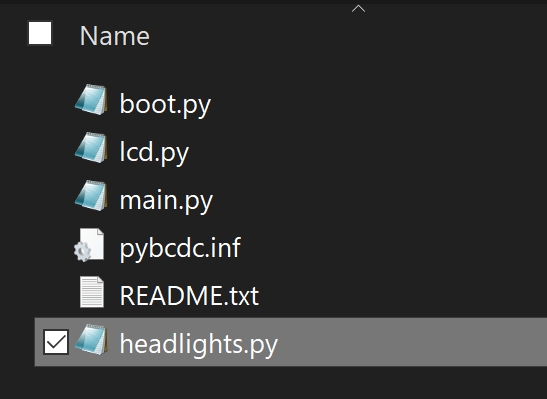 Name
boot.py
lcd.py
main.py
pybcdc.inf
README.txt
headlights.py